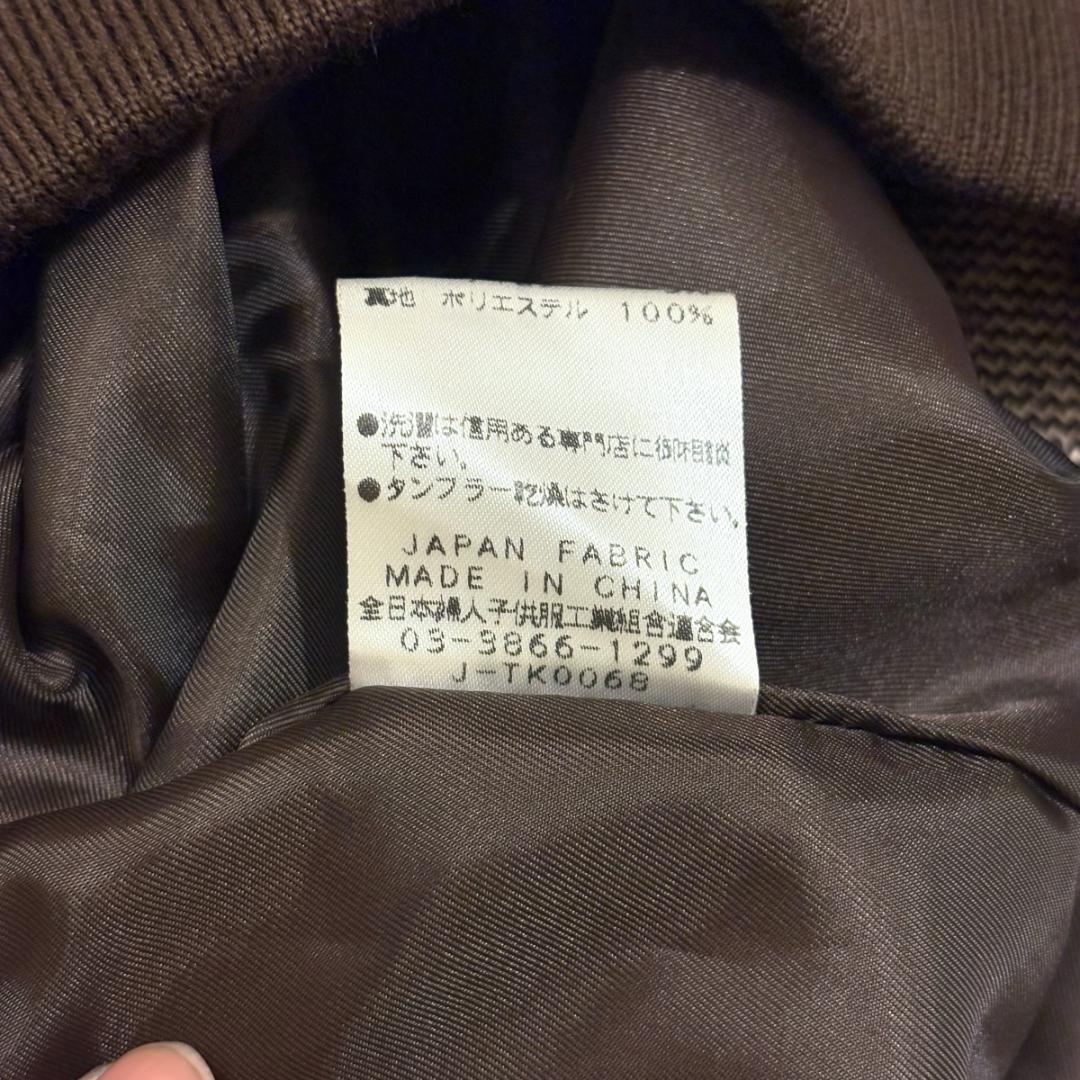 裏地 ポリエステル 100%
●洗濯は信用ある専門店に御相談
下さい。
●タンブラー乾燥はさけて下さい。
JAPAN FABRIC
MADE IN CHINA
全日本婦人子供服工業組合連合会
03-3866-1299
J-TK0068